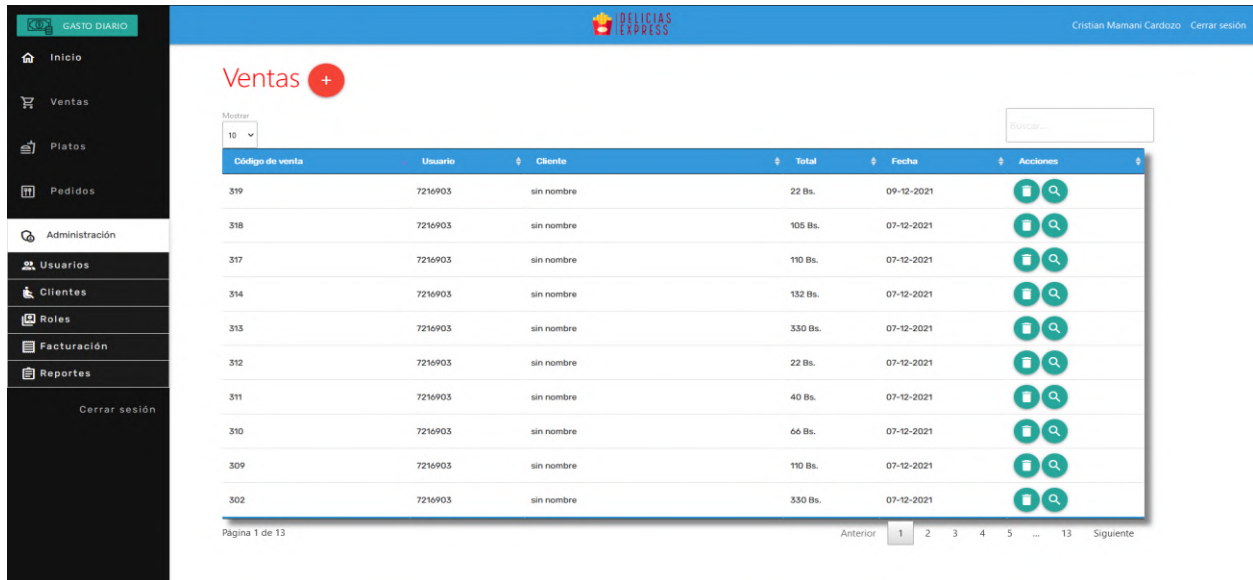 GASTO DIARIO
DELICIAS
EXPRESS
Cristian Mamani Cardozo Cerrar sesión
Inicio
Ventas
Platos
Pedidos
Administración
Usuarios
Clientes
Roles
Facturación
Reportes
Cerrar sesión
Ventas +
Mostrar
10
Buscar...
Código de venta Usuario Cliente Total Fecha Acciones
319 7216903 sin nombre 22 Bs. 09-12-2021
318 7216903 sin nombre 105 Bs. 07-12-2021
317 7216903 sin nombre 110 Bs. 07-12-2021
314 7216903 sin nombre 132 Bs. 07-12-2021
313 7216903 sin nombre 330 Bs. 07-12-2021
312 7216903 sin nombre 22 Bs. 07-12-2021
311 7216903 sin nombre 40 Bs. 07-12-2021
310 7216903 sin nombre 66 Bs. 07-12-2021
309 7216903 sin nombre 110 Bs. 07-12-2021
302 7216903 sin nombre 330 Bs. 07-12-2021
Página 1 de 13
Anterior 1 2 3 4 5 ... 13 Siguiente